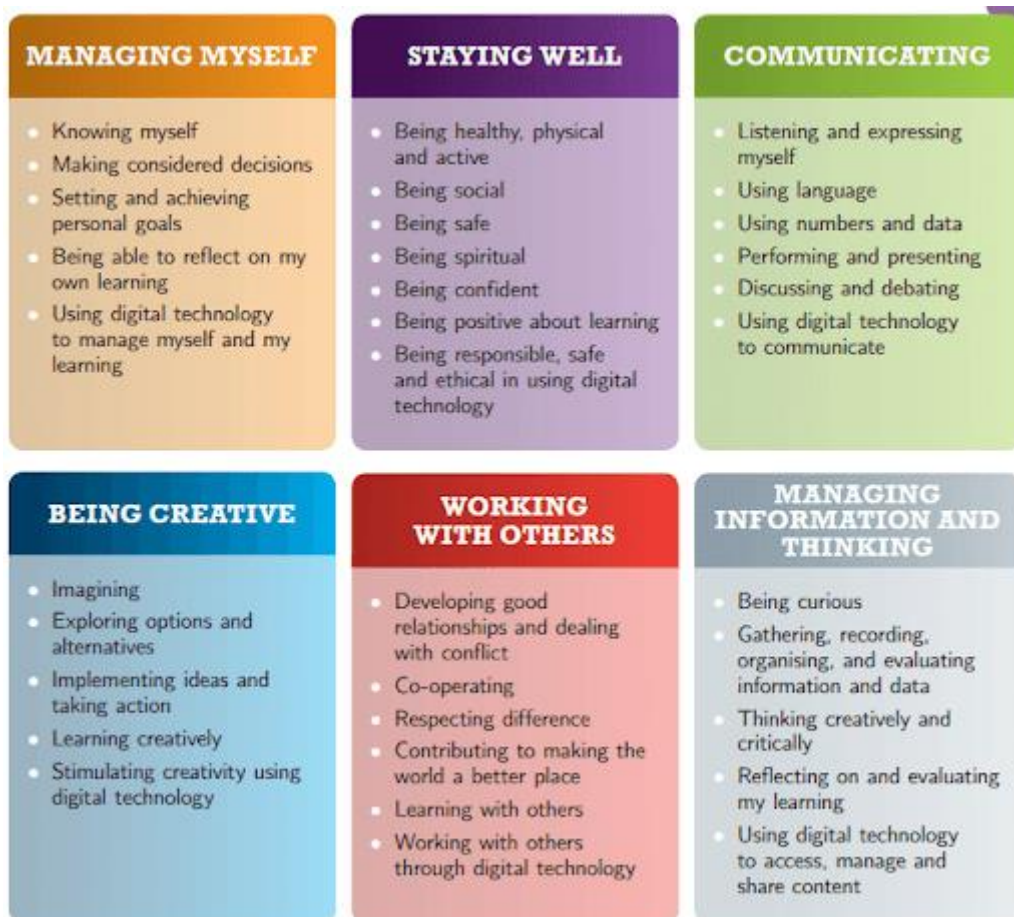 MANAGING MYSELF
Knowing myself
Making considered decisions
Setting and achieving
personal goals
Being able to reflect on my
own learning
Using digital technology
to manage myself and my
learning
STAYING WELL
Being healthy, physical
and active
Being social
Being safe
Being spiritual
Being confident
Being positive about learning
Being responsible, safe
and ethical in using digital
technology
COMMUNICATING
Listening and expressing
myself
Using language
Using numbers and data
Performing and presenting
Discussing and debating
Using digital technology
to communicate
BEING CREATIVE
Imagining
Exploring options and
alternatives
Implementing ideas and
taking action
Learning creatively
Stimulating creativity using
digital technology
WORKING
WITH OTHERS
Developing good
relationships and dealing
with conflict
Co-operating
Respecting difference
Contributing to making the
world a better place
Learning with others
Working with others
through digital technology
MANAGING
INFORMATION AND
THINKING
Being curious
Gathering, recording,
organising, and evaluating
information and data
Thinking creatively and
critically
Reflecting on and evaluating
my learning
Using digital technology
to access, manage and
share content